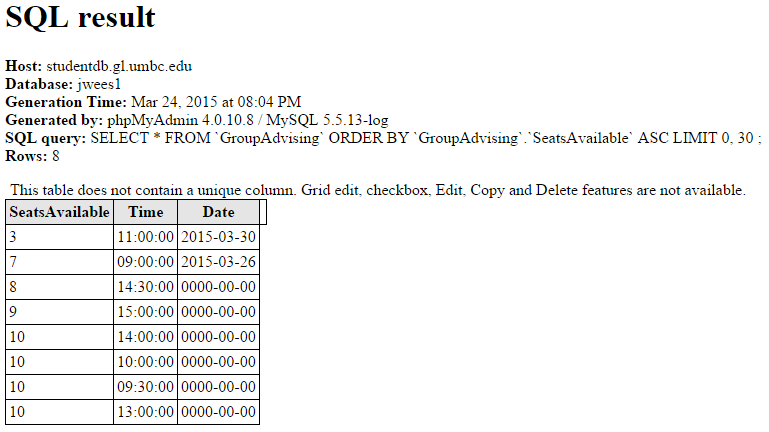 SQL result
Host: studentdb.gl.umbc.edu
Database: jwees1
Generation Time: Mar 24, 2015 at 08:04 PM
Generated by: phpMyAdmin 4.0.10.8 / MySQL 5.5.13-log
SQL query: SELECT * FROM `GroupAdvising` ORDER BY `GroupAdvising`.`SeatsAvailable` ASC LIMIT 0, 30 ;
Rows: 8
This table does not contain a unique column. Grid edit, checkbox, Edit, Copy and Delete features are not available.
SeatsAvailable Time Date
3 11:00:00 2015-03-30
7 09:00:00 2015-03-26
8 14:30:00 0000-00-00
9 15:00:00 0000-00-00
10 14:00:00 0000-00-00
10 10:00:00 0000-00-00
10 09:30:00 0000-00-00
10 13:00:00 0000-00-00